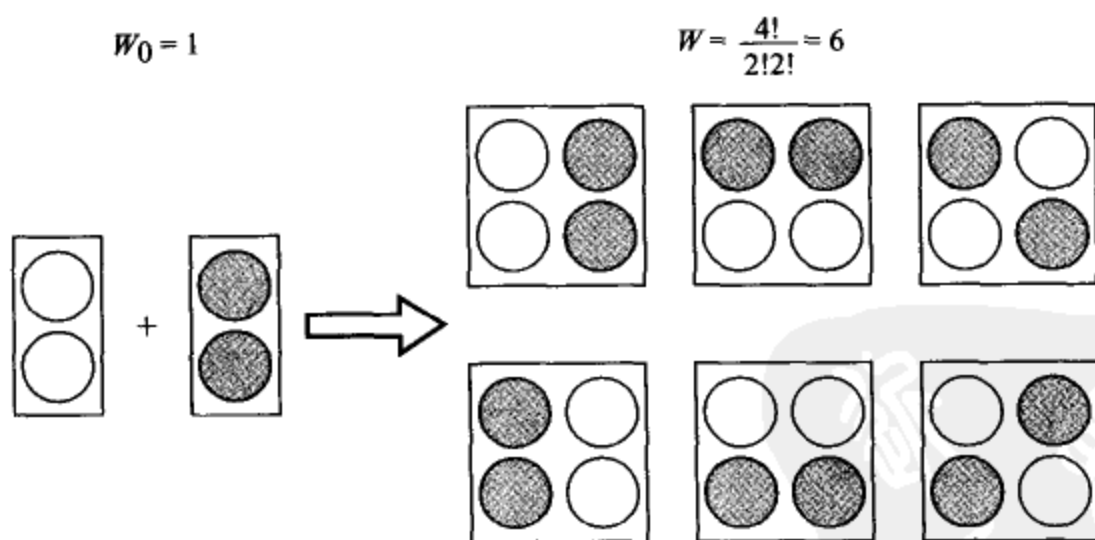 W₀ = 1
W = 4!/2!2! = 6
+